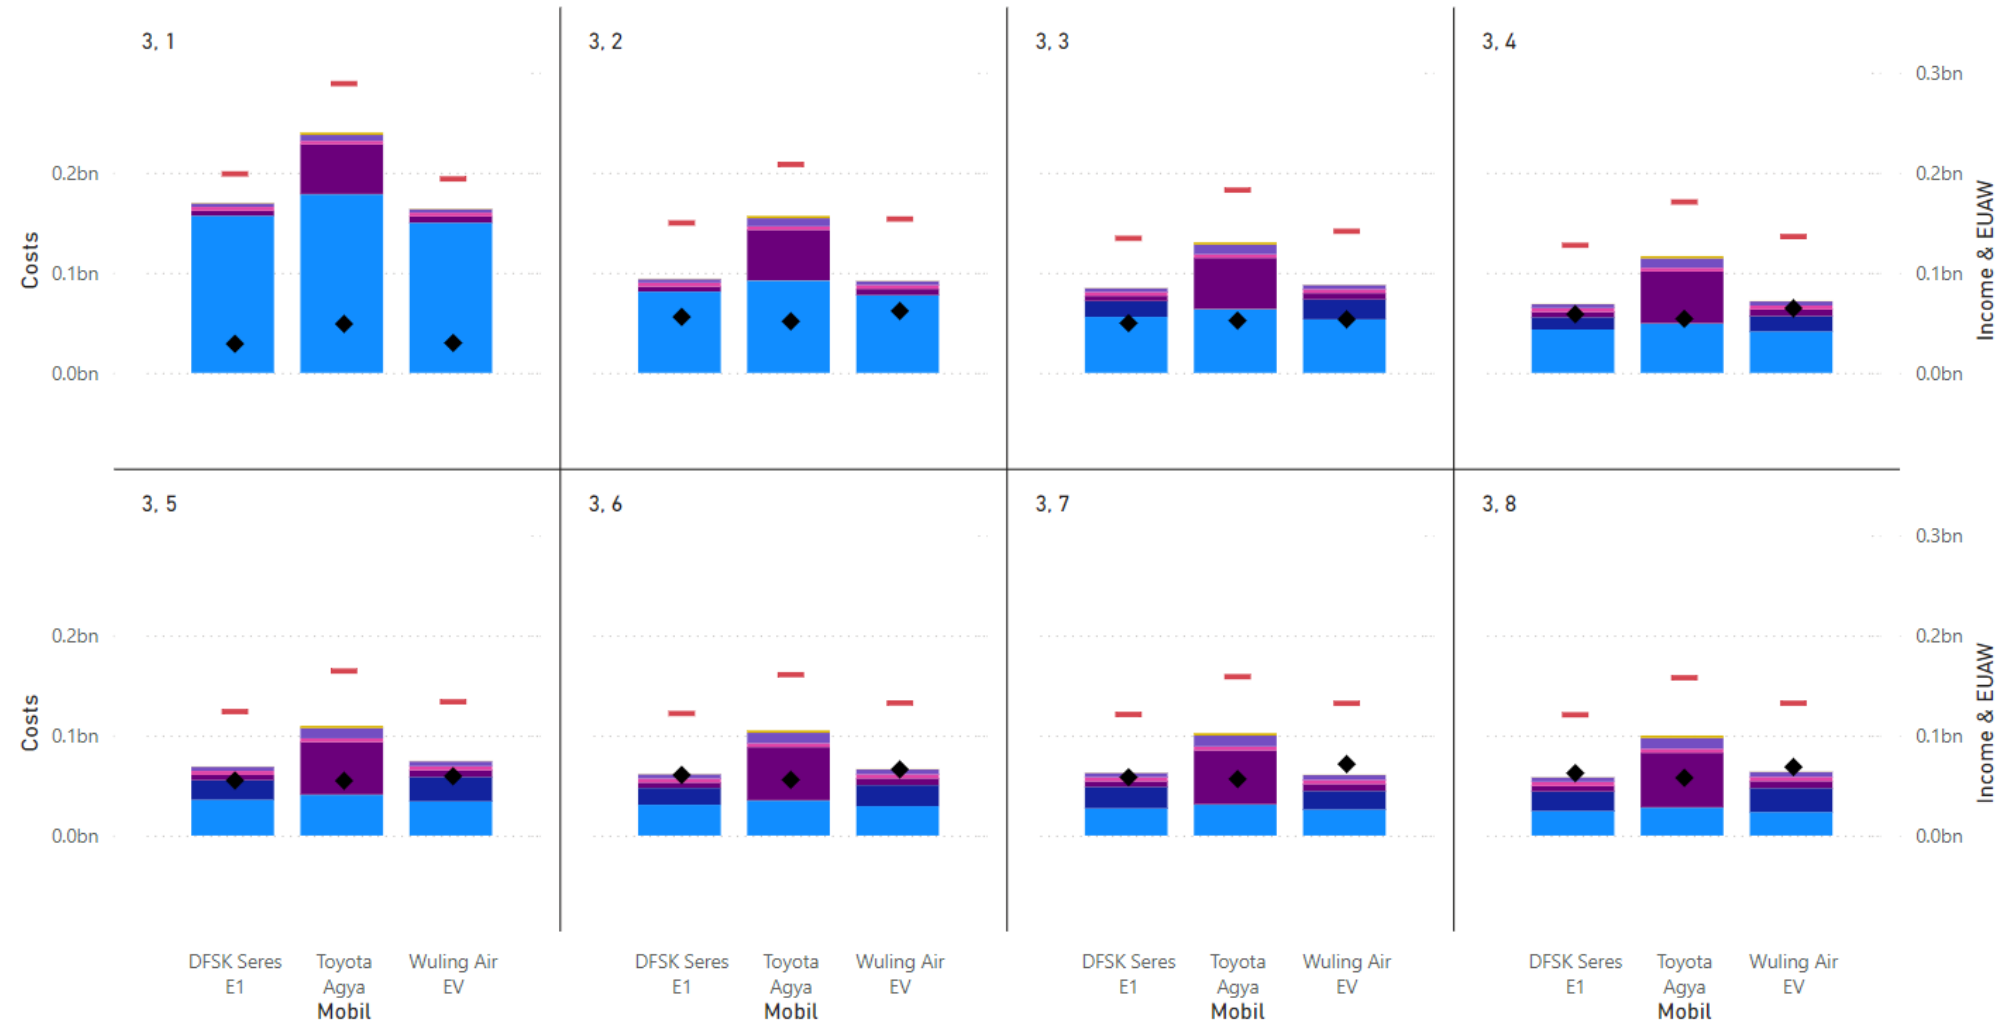 3, 1
3, 2
3, 3
3, 4
0.3bn
0.2bn
0.2bn
0.1bn
0.1bn
0.0bn
0.0bn
Costs
Income & EUAW
3, 5
3, 6
3, 7
3, 8
0.3bn
0.2bn
0.2bn
0.1bn
0.1bn
0.0bn
0.0bn
Costs
Income & EUAW
DFSK Seres
E1
Toyota
Agya
Wuling Air
EV
Mobil
DFSK Seres
E1
Toyota
Agya
Wuling Air
EV
Mobil
DFSK Seres
E1
Toyota
Agya
Wuling Air
EV
Mobil
DFSK Seres
E1
Toyota
Agya
Wuling Air
EV
Mobil